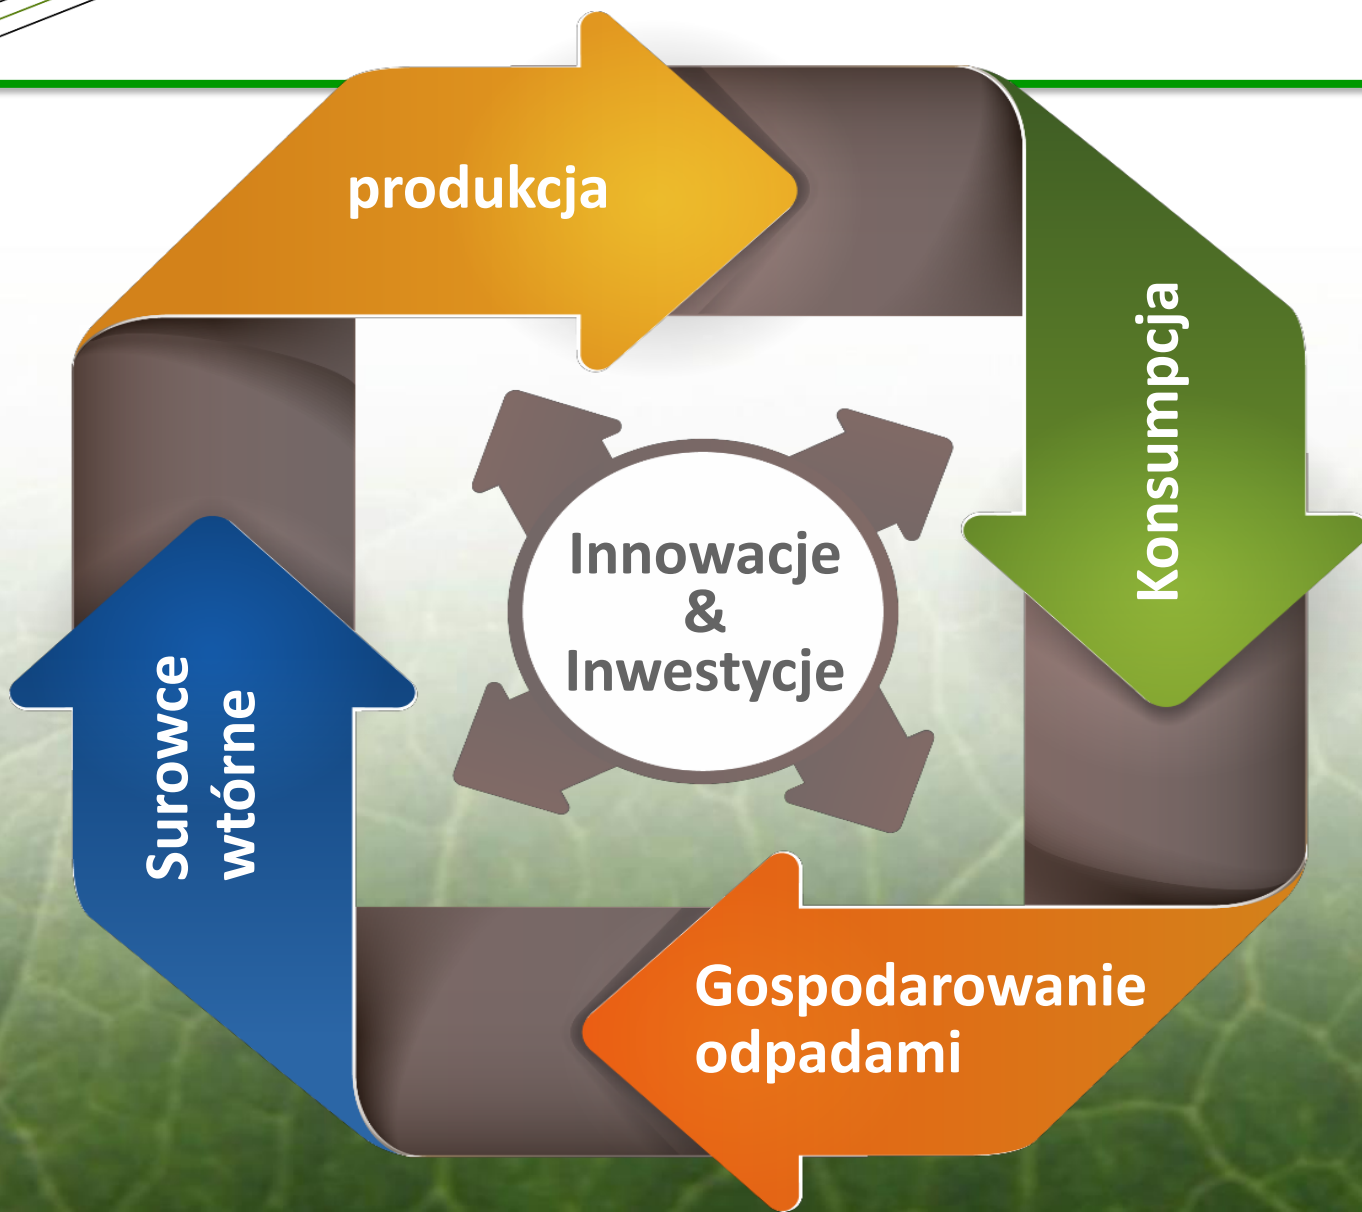 produkcja
Konsumpcja
Innowacje
&
Inwestycje
Surowce
wtórne
Gospodarowanie
odpadami